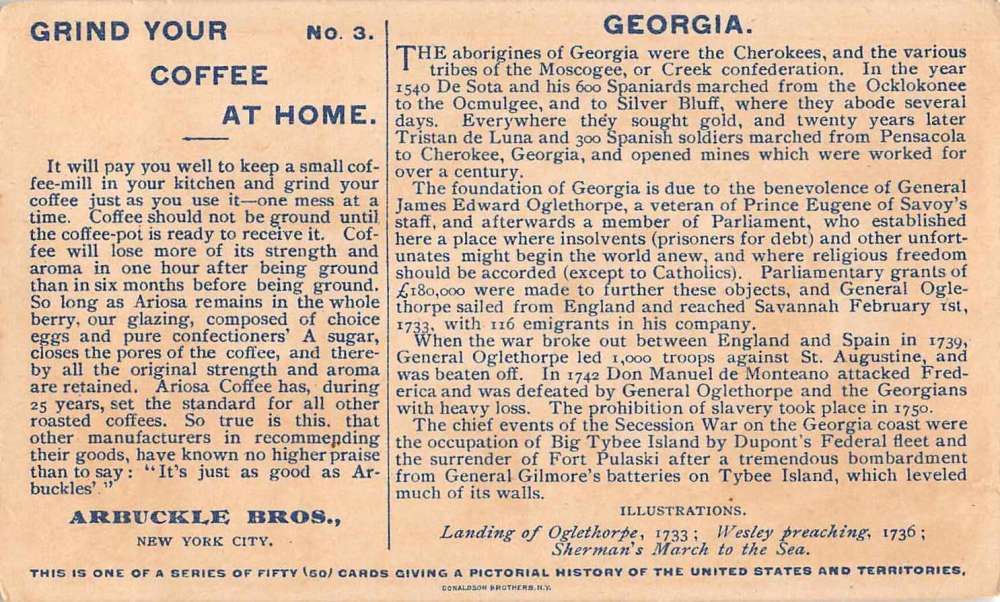 GRIND YOUR No. 3.
COFFEE
AT HOME.
It will pay you well to keep a small cof-
fee-mill in your kitchen and grind your
coffee just as you use it—one mess at a
time. Coffee should not be ground until
the coffee-pot is ready to receive it. Cof-
fee will lose more of its strength and
aroma in one hour after being ground
than in six months before being ground.
So long as Ariosa remains in the whole
berry, our glazing, composed of choice
eggs and pure confectioners' A sugar,
closes the pores of the coffee, and there-
by all the original strength and aroma
are retained. Ariosa Coffee has, during
25 years, set the standard for all other
roasted coffees. So true is this, that
other manufacturers in recommending
their goods, have known no higher praise
than to say: "It's just as good as Ar-
buckles'."
ARBUCKLE BROS.,
NEW YORK CITY.
GEORGIA.
THE aborigines of Georgia were the Cherokees, and the various
tribes of the Moscogee, or Creek confederation. In the year
1540 De Sota and his 600 Spaniards marched from the Ocklokonee
to the Ocmulgee, and to Silver Bluff, where they abode several
days. Everywhere they sought gold, and twenty years later
Tristan de Luna and 300 Spanish soldiers marched from Pensacola
to Cherokee, Georgia, and opened mines which were worked for
over a century.
The foundation of Georgia is due to the benevolence of General
James Edward Oglethorpe, a veteran of Prince Eugene of Savoy's
staff, and afterwards a member of Parliament, who established
here a place where insolvents (prisoners for debt) and other unfort-
unates might begin the world anew, and where religious freedom
should be accorded (except to Catholics). Parliamentary grants of
£180,000 were made to further these objects, and General Ogle-
thorpe sailed from England and reached Savannah February 1st,
1733, with 116 emigrants in his company.
When the war broke out between England and Spain in 1739,
General Oglethorpe led 1,000 troops against St. Augustine, and
was beaten off. In 1742 Don Manuel de Monteano attacked Fred-
erica and was defeated by General Oglethorpe and the Georgians
with heavy loss. The prohibition of slavery took place in 1750.
The chief events of the Secession War on the Georgia coast were
the occupation of Big Tybee Island by Dupont's Federal fleet and
the surrender of Fort Pulaski after a tremendous bombardment
from General Gilmore's batteries on Tybee Island, which leveled
much of its walls.
ILLUSTRATIONS.
Landing of Oglethorpe, 1733; Wesley preaching, 1736;
Sherman's March to the Sea.
THIS IS ONE OF A SERIES OF FIFTY (50) CARDS GIVING A PICTORIAL HISTORY OF THE UNITED STATES AND TERRITORIES.
DONALDSON BROTHERS, N.Y.